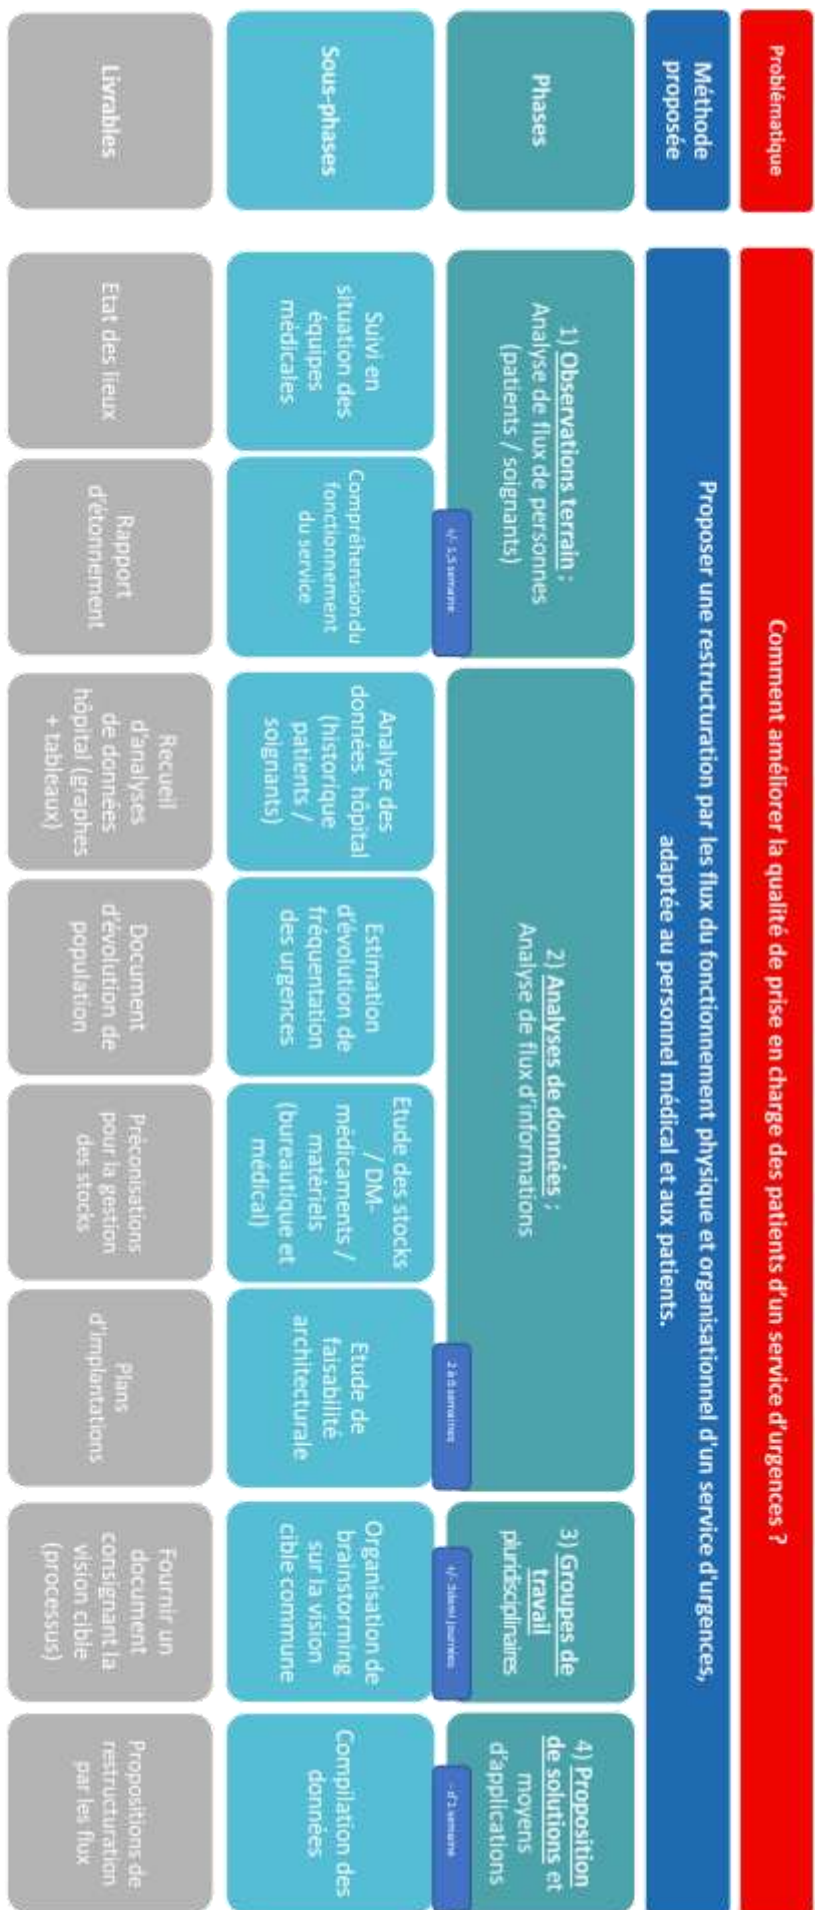 Problématique
Comment améliorer la qualité de prise en charge des patients d'un service d'urgences ?
Méthode
proposée
Proposer une restructuration par les flux du fonctionnement physique et organisationnel d'un service d'urgences,
adaptée au personnel médical et aux patients.
Phases
1) Observations terrain :
Analyse de flux de personnes
(patients / soignants)
+/- 1,5 semaine
2) Analyses de données :
Analyse de flux d'informations
semaines
3) Groupes de
travail
pluridisciplinaires
journées
4) Proposition
de solutions et
moyens
d'applications
- d'1 semaine
Sous-phases
Suivi en
situation des
équipes
médicales
Compréhension du
fonctionnement
du service
Analyse des
données hôpital
(historique
patients /
soignants)
Estimation
d'évolution de
fréquentation
des urgences
Etude des stocks
/ DM-
médicaments /
matériels
(bureautique et
médical)
Etude de
faisabilité
architecturale
Organisation de
brainstorming
sur la vision
cible commune
Compilation des
données
Livrables
Etat des lieux
Rapport
d'étonnement
Recueil
d'analyses
de données
hôpital (graphes
+ tableaux)
Document
d'évolution de
population
Préconisations
pour la gestion
des stocks
Plans
d'implantations
Fournir un
document
consignant la
vision cible
(processus)
Propositions de
restructuration
par les flux